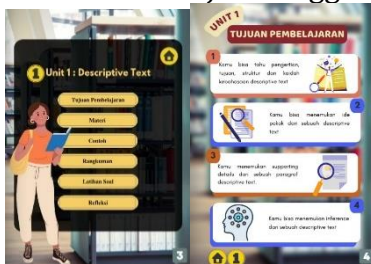 1 Unit 1 : Descriptive Text
Tujuan Pembelajaran
Materi
Contoh
Rangkuman
Latihan Soal
Refleksi
3
UNIT 1
TUJUAN PEMBELAJARAN
1
Kamu bisa tahu pengertian,
tujuan, struktur dan kaidah
kebahasaan descriptive text
2
Kamu bisa menemukan ide
pokok dari sebuah descriptive
text
3
Kamu menemukan supporting
details dari sebuah paragraf
descriptive text
4
Kamu bisa menemukan inference
dari sebuah descriptive text
1
4